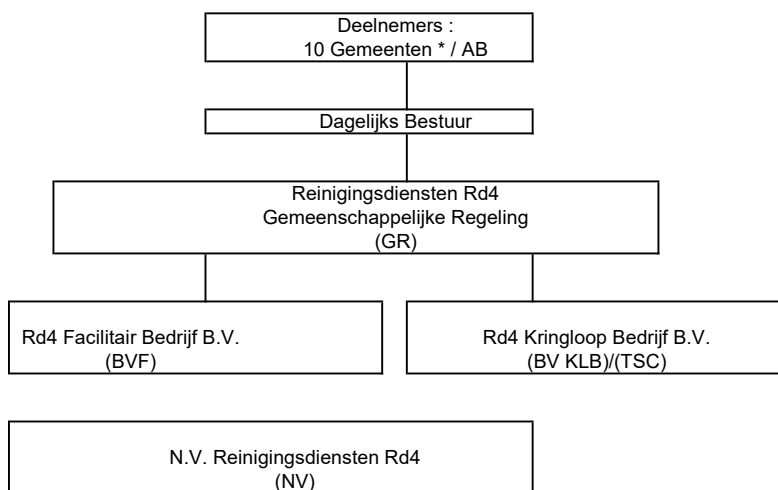 Deelnemers :
10 Gemeenten * / AB
Dagelijks Bestuur
Reinigingsdiensten Rd4
Gemeenschappelijke Regeling
(GR)
Rd4 Facilitair Bedrijf B.V.
(BVF)
Rd4 Kringloop Bedrijf B.V.
(BV KLB)/(TSC)
N.V. Reinigingsdiensten Rd4
(NV)